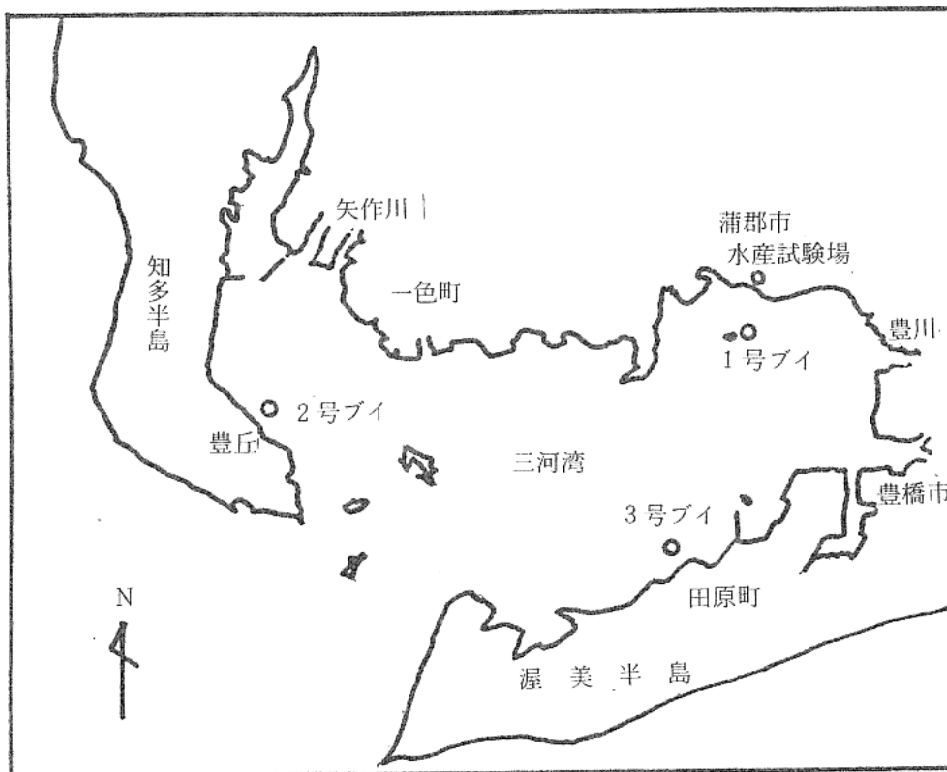 矢作川
蒲郡市
水産試験場
知多半島
一色町
豊川
1号ブイ
2号ブイ
豊丘
三河湾
3号ブイ
豊橋市
N
田原町
渥美半島